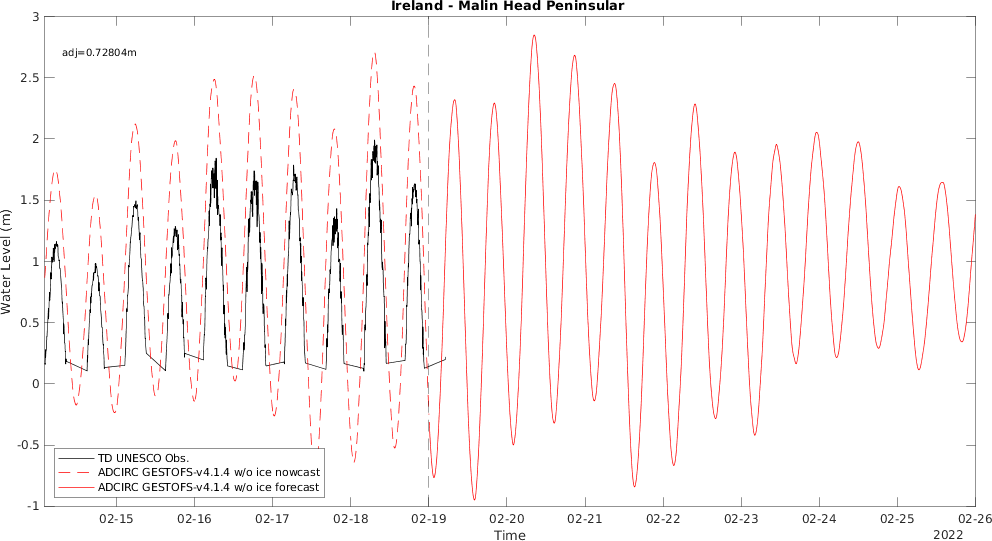 Ireland - Malin Head Peninsular
adj=0.72804m
Water Level (m)
3
2.5
2
1.5
1
0.5
0
-0.5
-1
TD UNESCO Obs.
ADCIRC GESTOFS-v4.1.4 w/o ice nowcast
ADCIRC GESTOFS-v4.1.4 w/o ice forecast
02-15 02-16 02-17 02-18 02-19 02-20 02-21 02-22 02-23 02-24 02-25 02-26
Time
2022